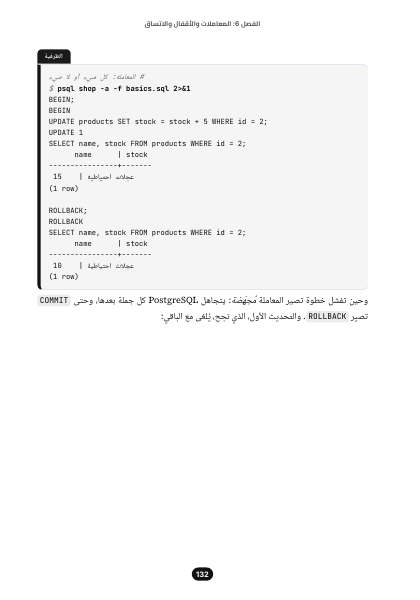 الفصل 6: المعاملات والأقفال والاتساق
الطرفية
# المعاملة: كل شيء أو لا شيء
$ psql shop -a -f basics.sql 2>&1
BEGIN;
BEGIN
UPDATE products SET stock = stock + 5 WHERE id = 2;
UPDATE 1
SELECT name, stock FROM products WHERE id = 2;
name | stock
----------------+-------
عجلات احتياطية | 15
(1 row)
ROLLBACK;
ROLLBACK
SELECT name, stock FROM products WHERE id = 2;
name | stock
----------------+-------
عجلات احتياطية | 10
(1 row)
وحين تفشل خطوة تصير المعاملة مُجهَضة: يتجاهل PostgreSQL كل جملة بعدها، وحتى COMMIT
تصير ROLLBACK. والتحديث الأول، الذي نجح، يُلغى مع الباقي:
132